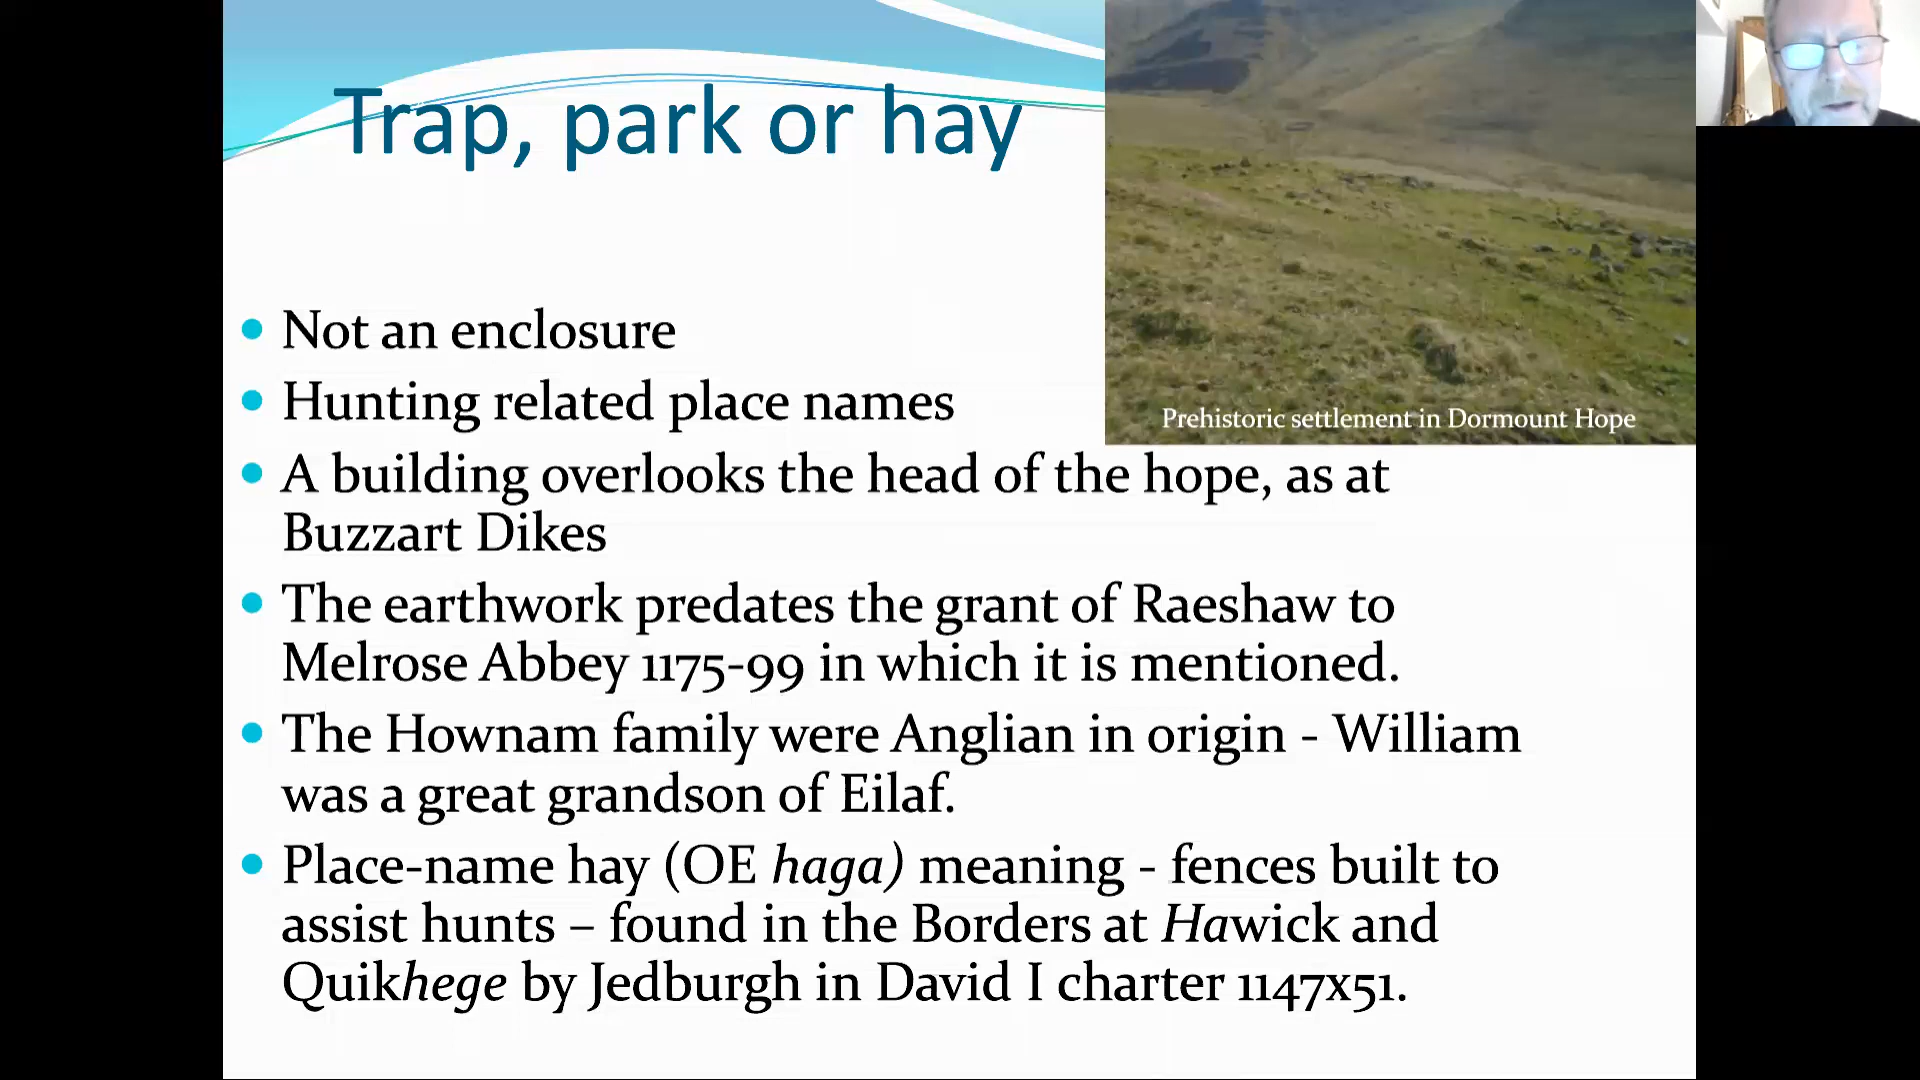 Trap, park or hay
Prehistoric settlement in Dormount Hope
Not an enclosure
Hunting related place names
A building overlooks the head of the hope, as at
Buzzart Dikes
The earthwork predates the grant of Raeshaw to
Melrose Abbey 1175-99 in which it is mentioned.
The Hownam family were Anglian in origin - William
was a great grandson of Eilaf.
Place-name hay (OE haga) meaning - fences built to
assist hunts – found in the Borders at Hawick and
Quikhege by Jedburgh in David I charter 1147x51.